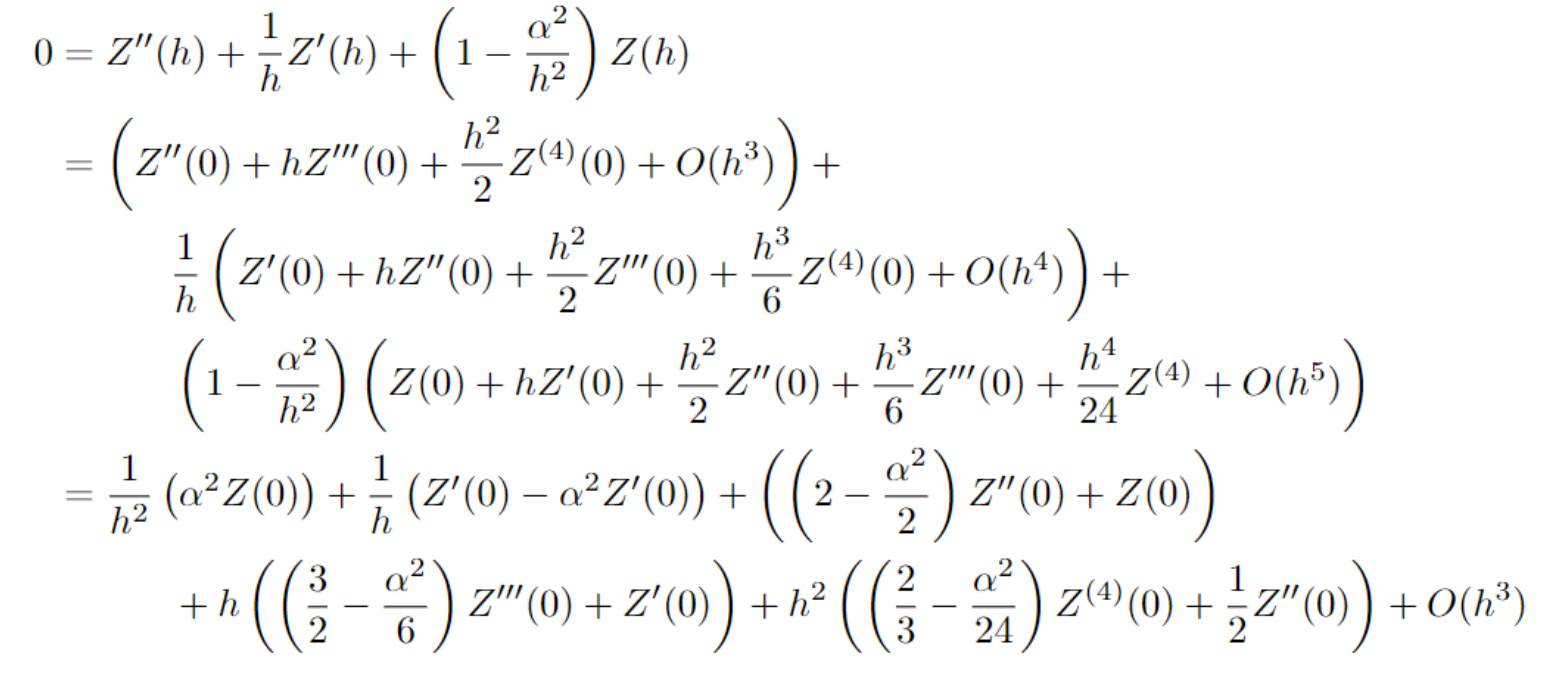 0 = Z''(h) + \frac{1}{h} Z'(h) + \left( 1 - \frac{\alpha^2}{h^2} \right) Z(h)
= \left( Z''(0) + hZ'''(0) + \frac{h^2}{2} Z^{(4)}(0) + O(h^3) \right) +
\frac{1}{h} \left( Z'(0) + hZ''(0) + \frac{h^2}{2} Z'''(0) + \frac{h^3}{6} Z^{(4)}(0) + O(h^4) \right) +
\left( 1 - \frac{\alpha^2}{h^2} \right) \left( Z(0) + hZ'(0) + \frac{h^2}{2} Z''(0) + \frac{h^3}{6} Z'''(0) + \frac{h^4}{24} Z^{(4)} + O(h^5) \right)
= \frac{1}{h^2} \left( \alpha^2 Z(0) \right) + \frac{1}{h} \left( Z'(0) - \alpha^2 Z'(0) \right) + \left( \left( 2 - \frac{\alpha^2}{2} \right) Z''(0) + Z(0) \right)
+ h \left( \left( \frac{3}{2} - \frac{\alpha^2}{6} \right) Z'''(0) + Z'(0) \right) + h^2 \left( \left( \frac{2}{3} - \frac{\alpha^2}{24} \right) Z^{(4)}(0) + \frac{1}{2} Z''(0) \right) + O(h^3)